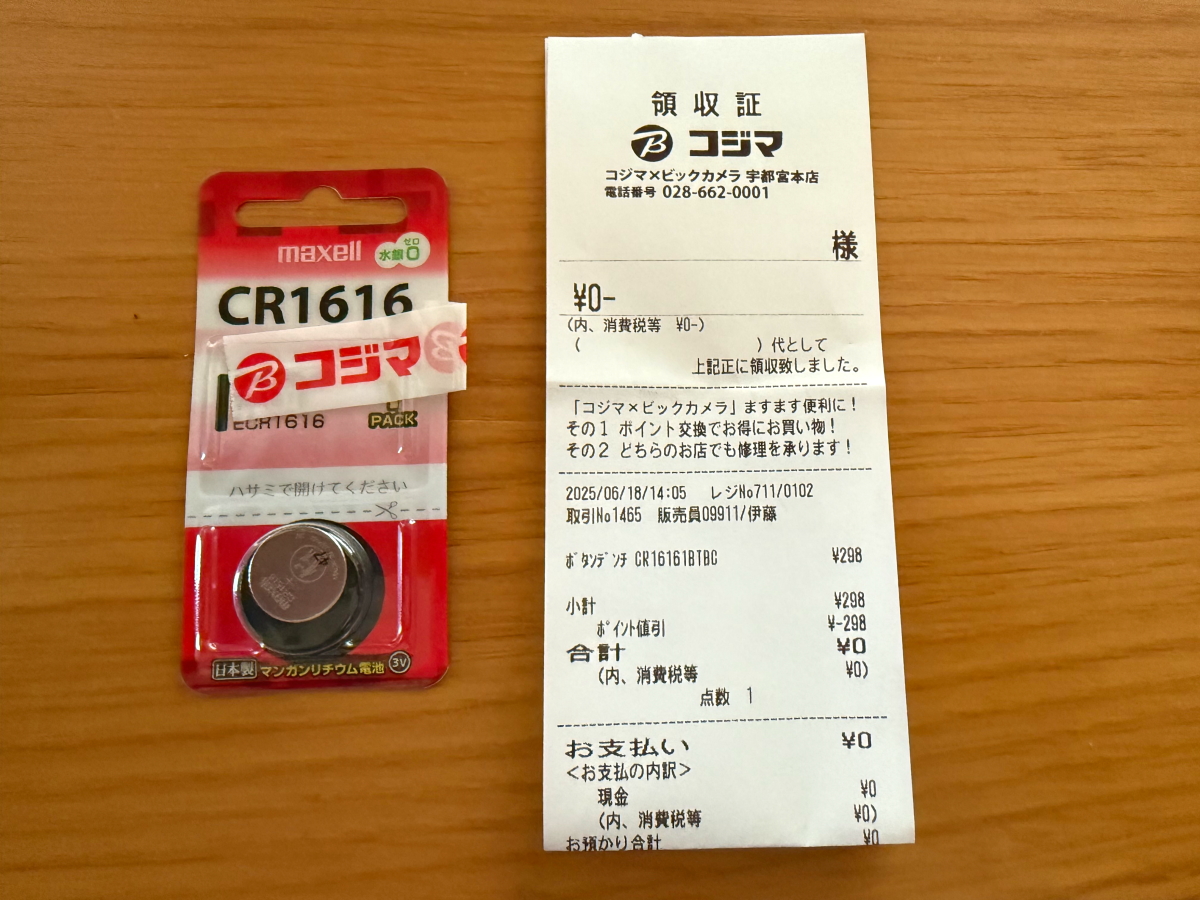 maxell
水銀0
ゼロ
CR1616
コジマ
ECR1616
PACK
ハサミで開けてください
日本製 マンガンリチウム電池 3V
領収証
コジマ
コジマ×ビックカメラ 宇都宮本店
電話番号 028-662-0001
様
¥0-
(内、消費税等 ¥0-)
( )代として
上記正に領収致しました。
「コジマ×ビックカメラ」ますます便利に!
その1 ポイント交換でお得にお買い物!
その2 どちらのお店でも修理を承ります!
2025/06/18/14:05 レジNo711/0102
取引No1465 販売員09911/伊藤
ボタンデンチ CR16161BTBC ¥298
小計 ¥298
ポイント値引 ¥-298
合計 ¥0
(内、消費税等 ¥0)
点数 1
お支払い ¥0
<お支払の内訳>
現金 ¥0
(内、消費税等 ¥0)
お預かり合計 ¥0